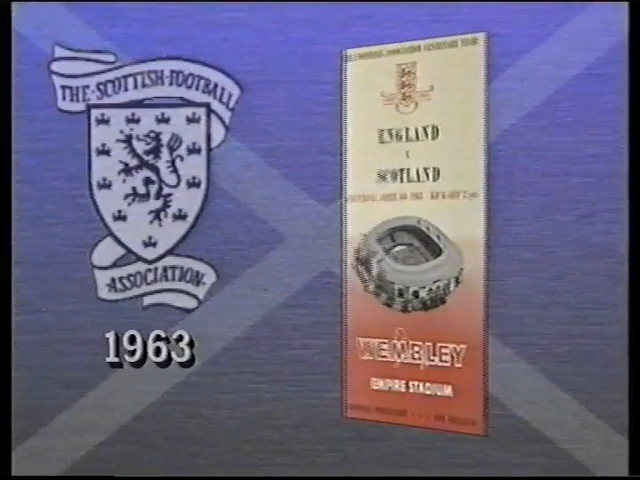 THE·SCOTTISH·FOOTBALL
·ASSOCIATION·
1963
ENGLAND
v
SCOTLAND
WEMBLEY
EMPIRE STADIUM